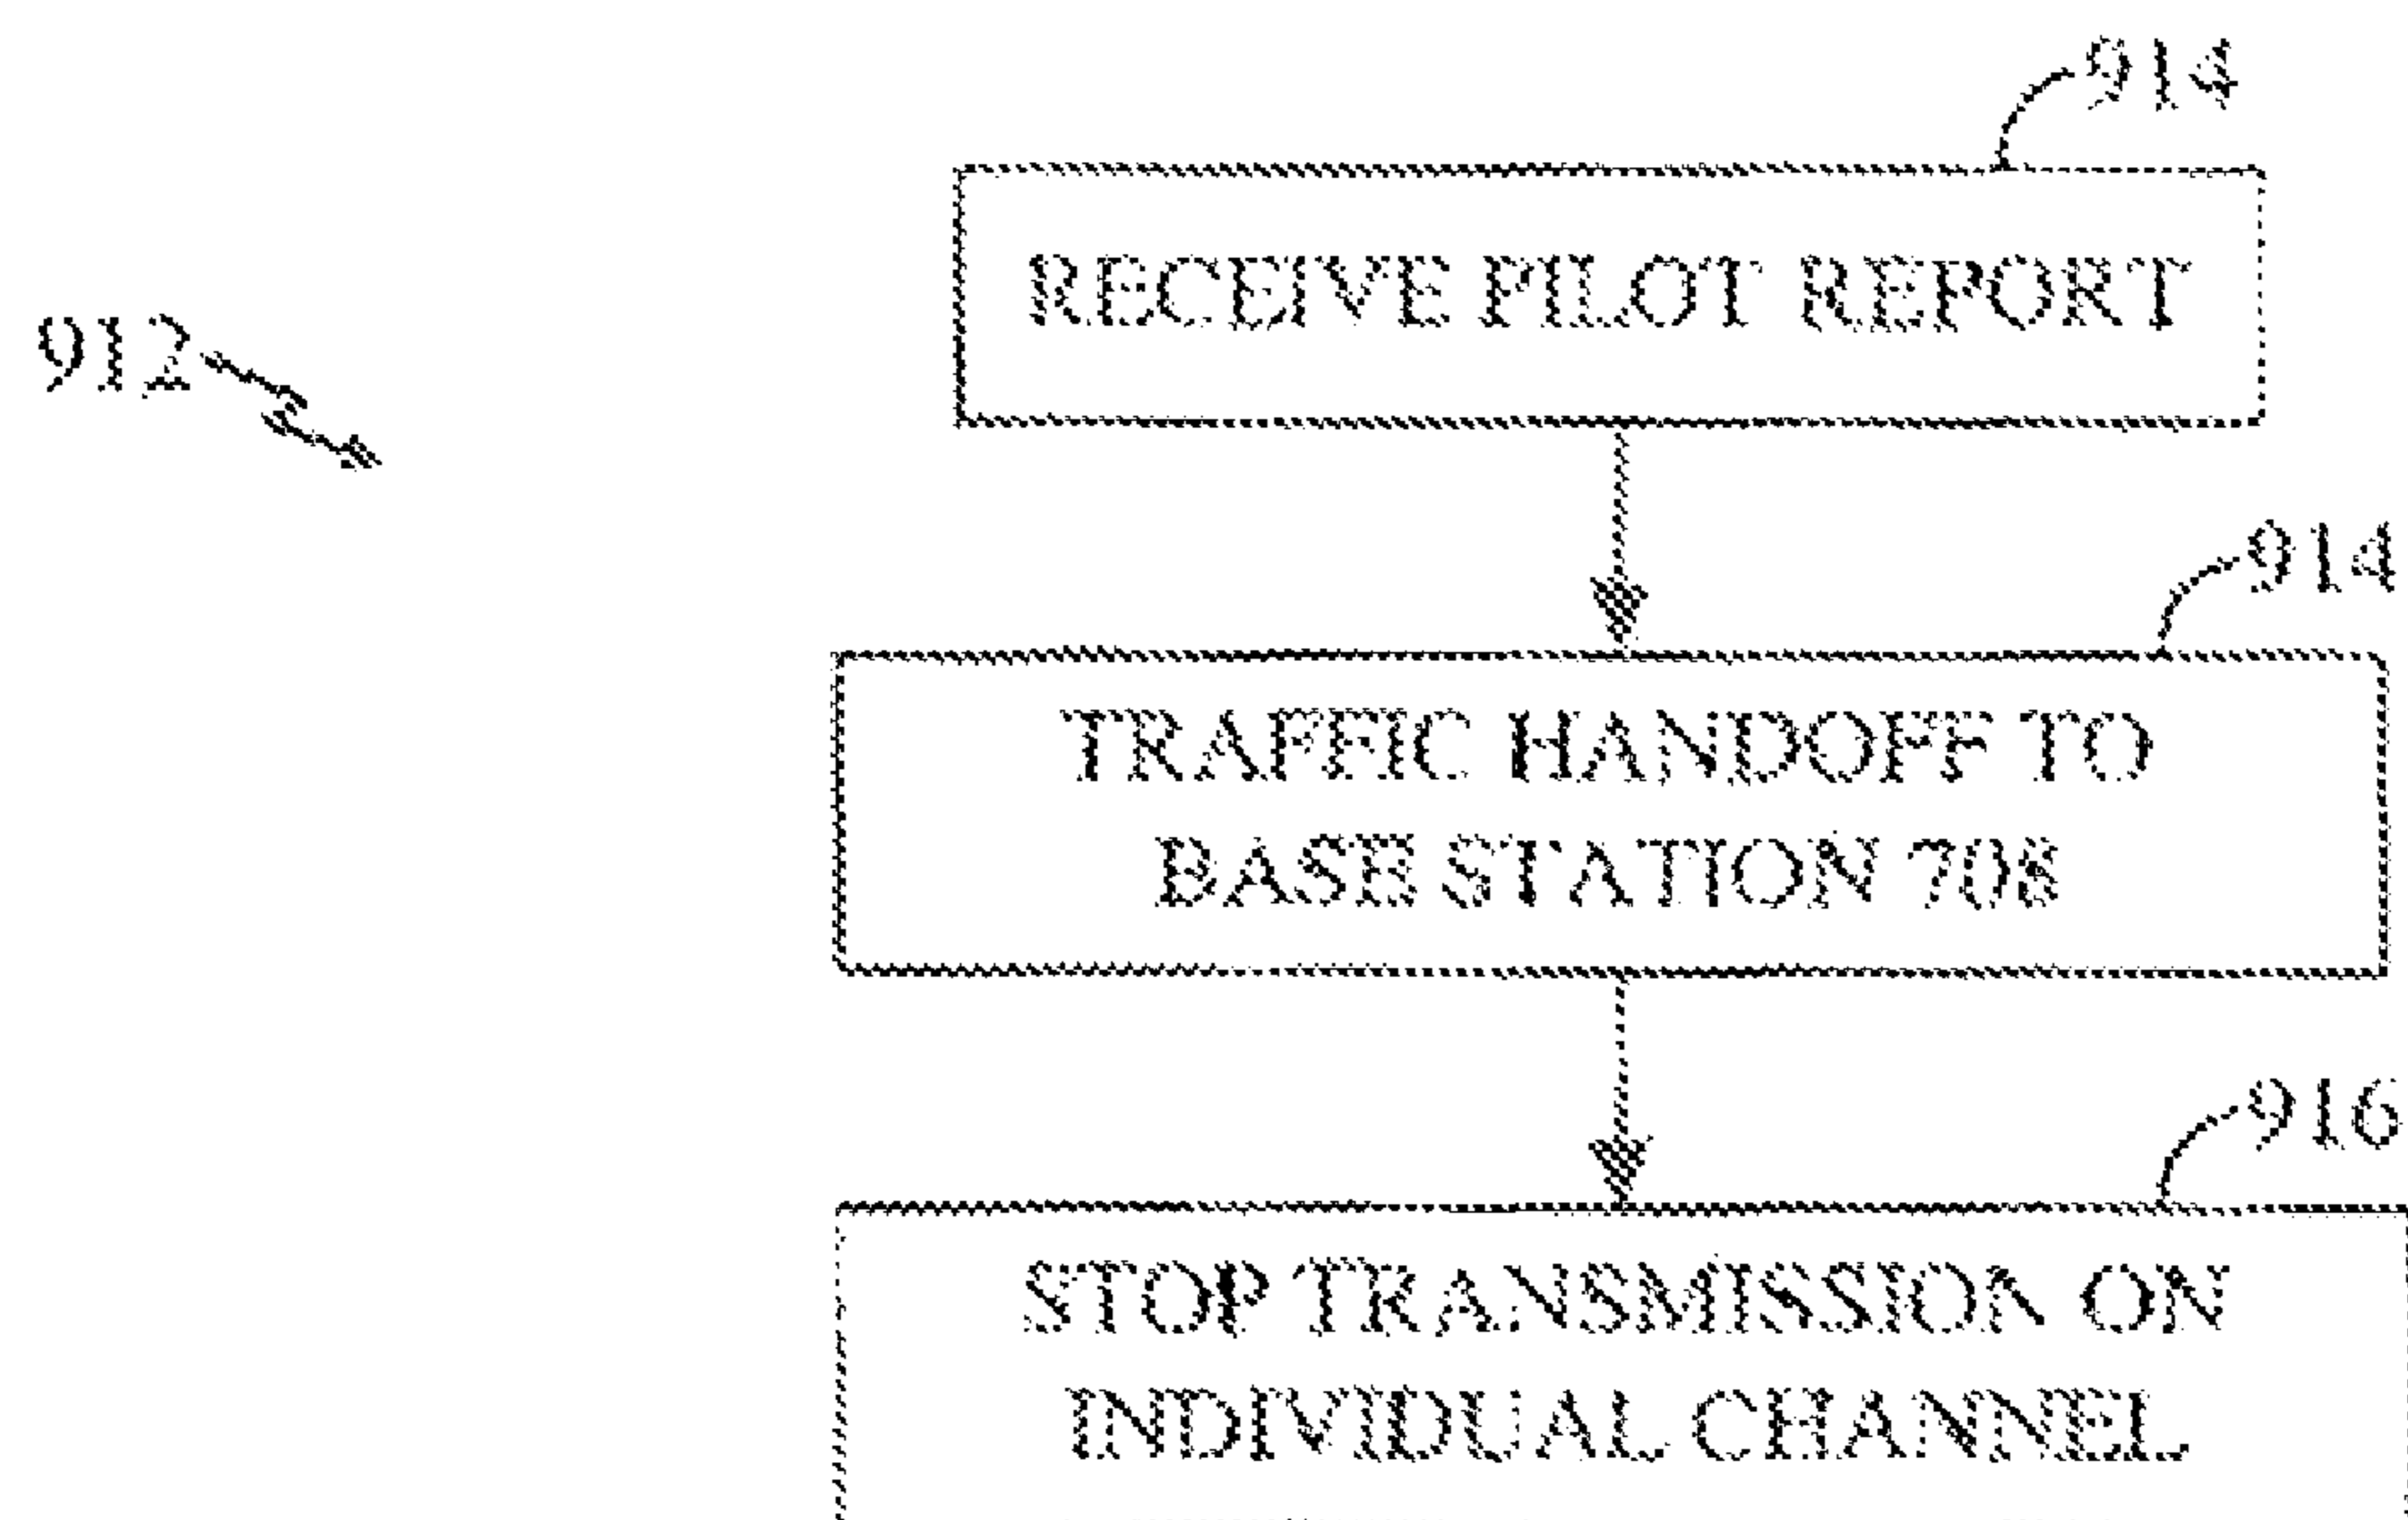 914
RECEIVE PILOT REPORT
912
914
TRAFFIC HANDOFF TO
BASE STATION 708
916
STOP TRANSMISSION ON
INDIVIDUAL CHANNEL